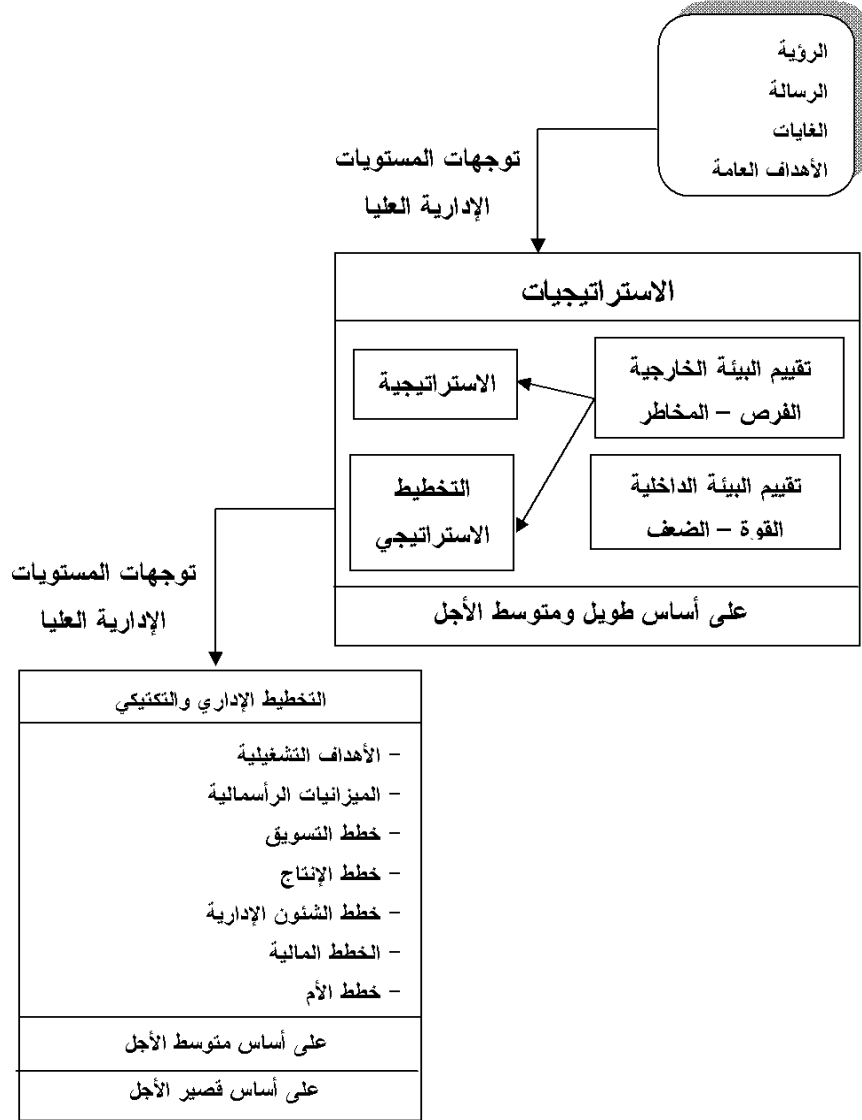 الرؤية
الرسالة
الغايات
الأهداف العامة
توجهات المستويات
الإدارية العليا
الاستراتيجيات
تقييم البيئة الخارجية
الفرص – المخاطر
الاستراتيجية
تقييم البيئة الداخلية
القوة – الضعف
التخطيط
الاستراتيجي
على أساس طويل ومتوسط الأجل
توجهات المستويات
الإدارية العليا
التخطيط الإداري والتكتيكي
– الأهداف التشغيلية
– الميزانيات الرأسمالية
– خطط التسويق
– خطط الإنتاج
– خطط الشئون الإدارية
– الخطط المالية
– خطط الأم
على أساس متوسط الأجل
على أساس قصير الأجل